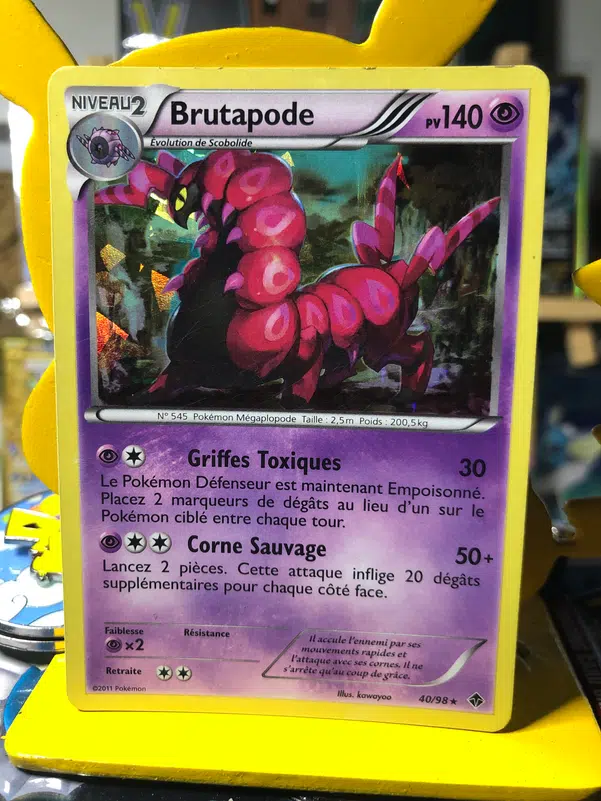 NIVEAU2
Brutapode
PV140
Évolution de Scobolide
N° 545 Pokémon Mégaplopode Taille : 2,5m Poids : 200,5kg
Griffes Toxiques 30
Le Pokémon Défenseur est maintenant Empoisonné.
Placez 2 marqueurs de dégâts au lieu d'un sur le
Pokémon ciblé entre chaque tour.
Corne Sauvage 50+
Lancez 2 pièces. Cette attaque inflige 20 dégâts
supplémentaires pour chaque côté face.
Faiblesse Résistance
×2
Retraite
Il accule l'ennemi par ses
mouvements rapides et
l'attaque avec ses cornes. Il ne
s'arrête qu'au coup de grâce.
©2011 Pokémon
Illus. kawayoo
40/98★